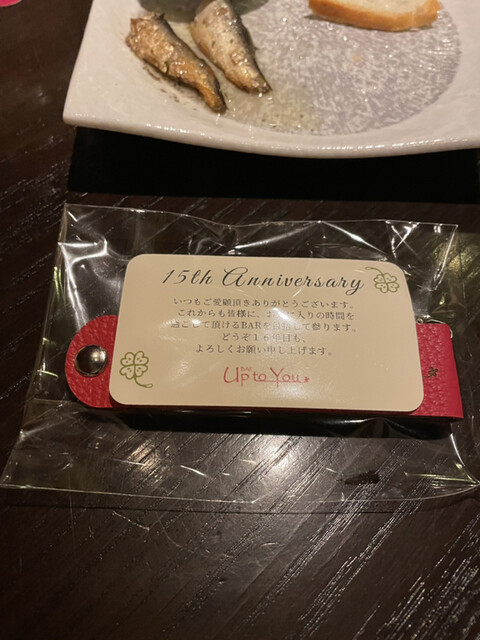 15th Anniversary
いつもご愛顧頂きありがとうございます。
これからも皆様に、お気に入りの時間を
過ごして頂けるBARを目指して参ります。
どうぞ16年目も、
よろしくお願い申し上げます。
BAR
Up to You